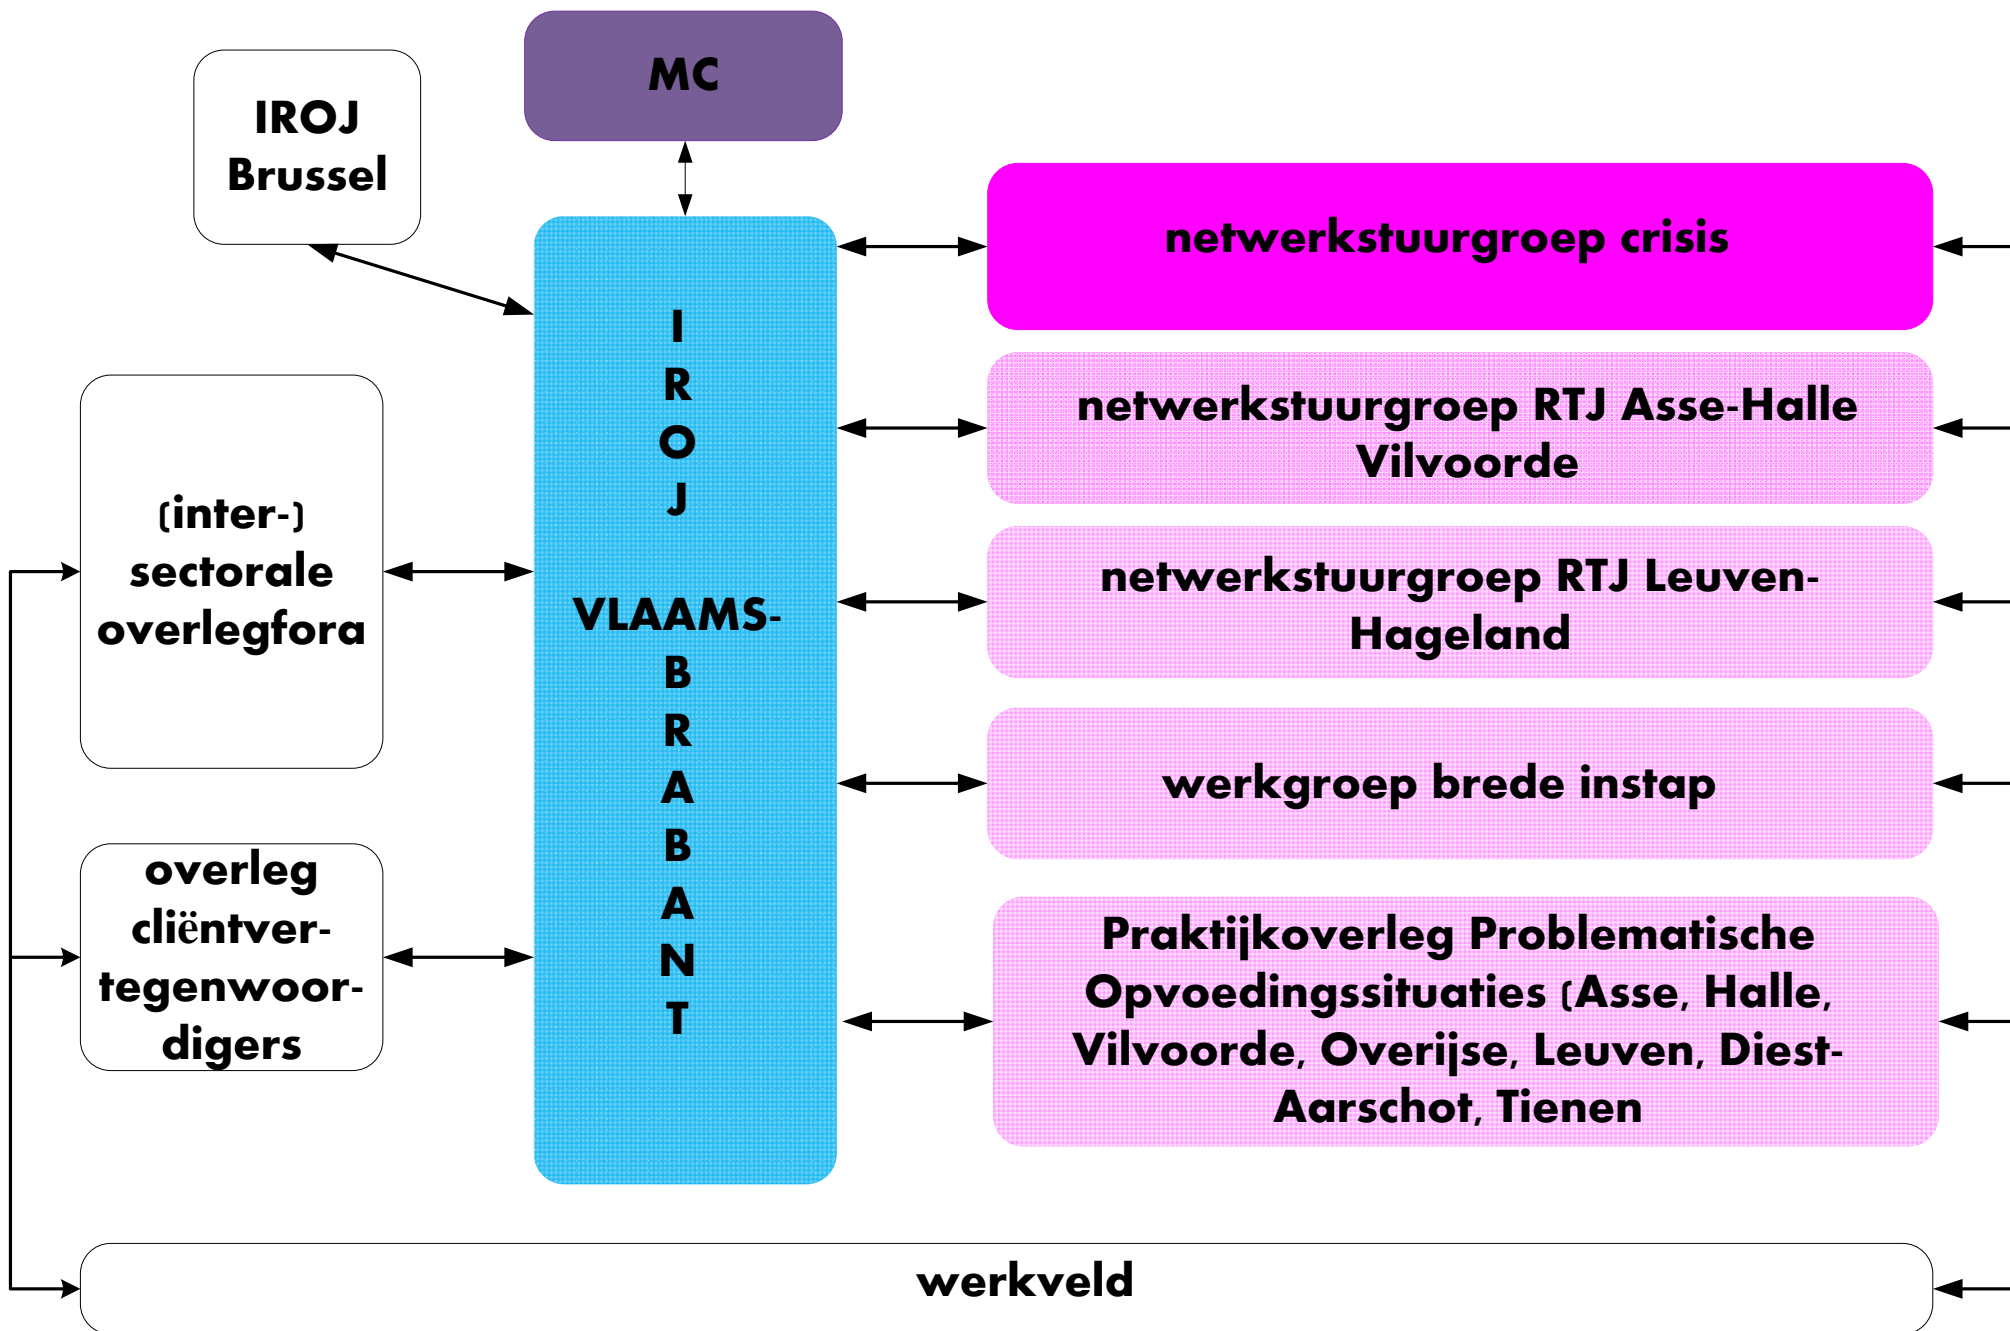 MC
IROJ
Brussel
netwerkstuurgroep crisis
I
R
O
J
VLAAMS-
B
R
A
B
A
N
T
netwerkstuurgroep RTJ Asse-Halle
Vilvoorde
(inter-)
sectorale
overlegfora
netwerkstuurgroep RTJ Leuven-
Hageland
werkgroep brede instap
overleg
cliëntver-
tegenwoor-
digers
Praktijkoverleg Problematische
Opvoedingssituaties (Asse, Halle,
Vilvoorde, Overijse, Leuven, Diest-
Aarschot, Tienen
werkveld